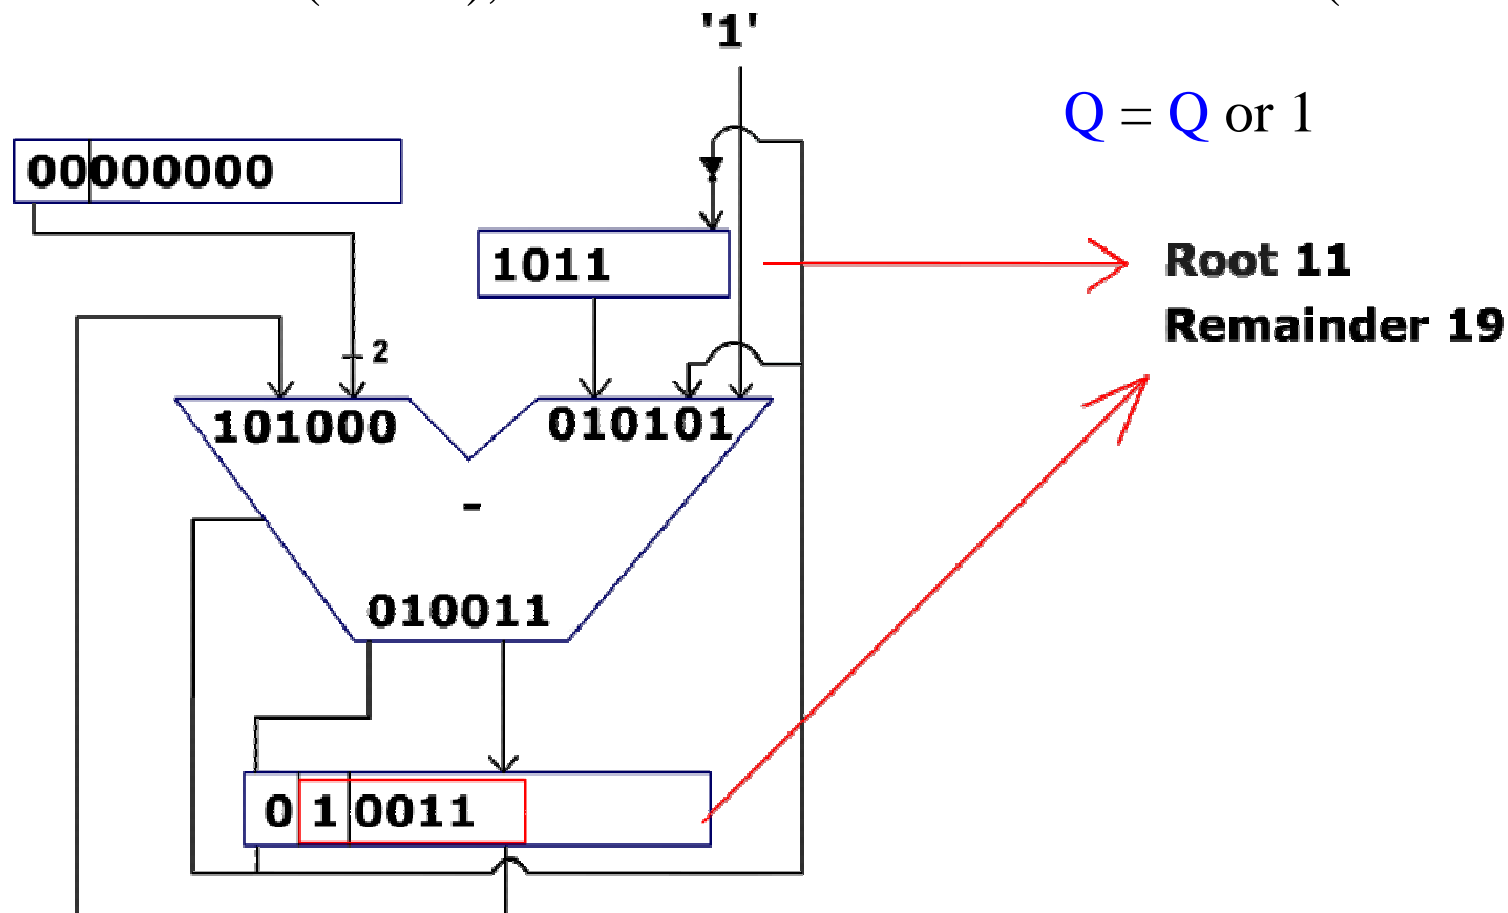 '1'
Q = Q or 1
00000000
1011
Root 11
Remainder 19
2
101000
010101
-
010011
0 1 0011